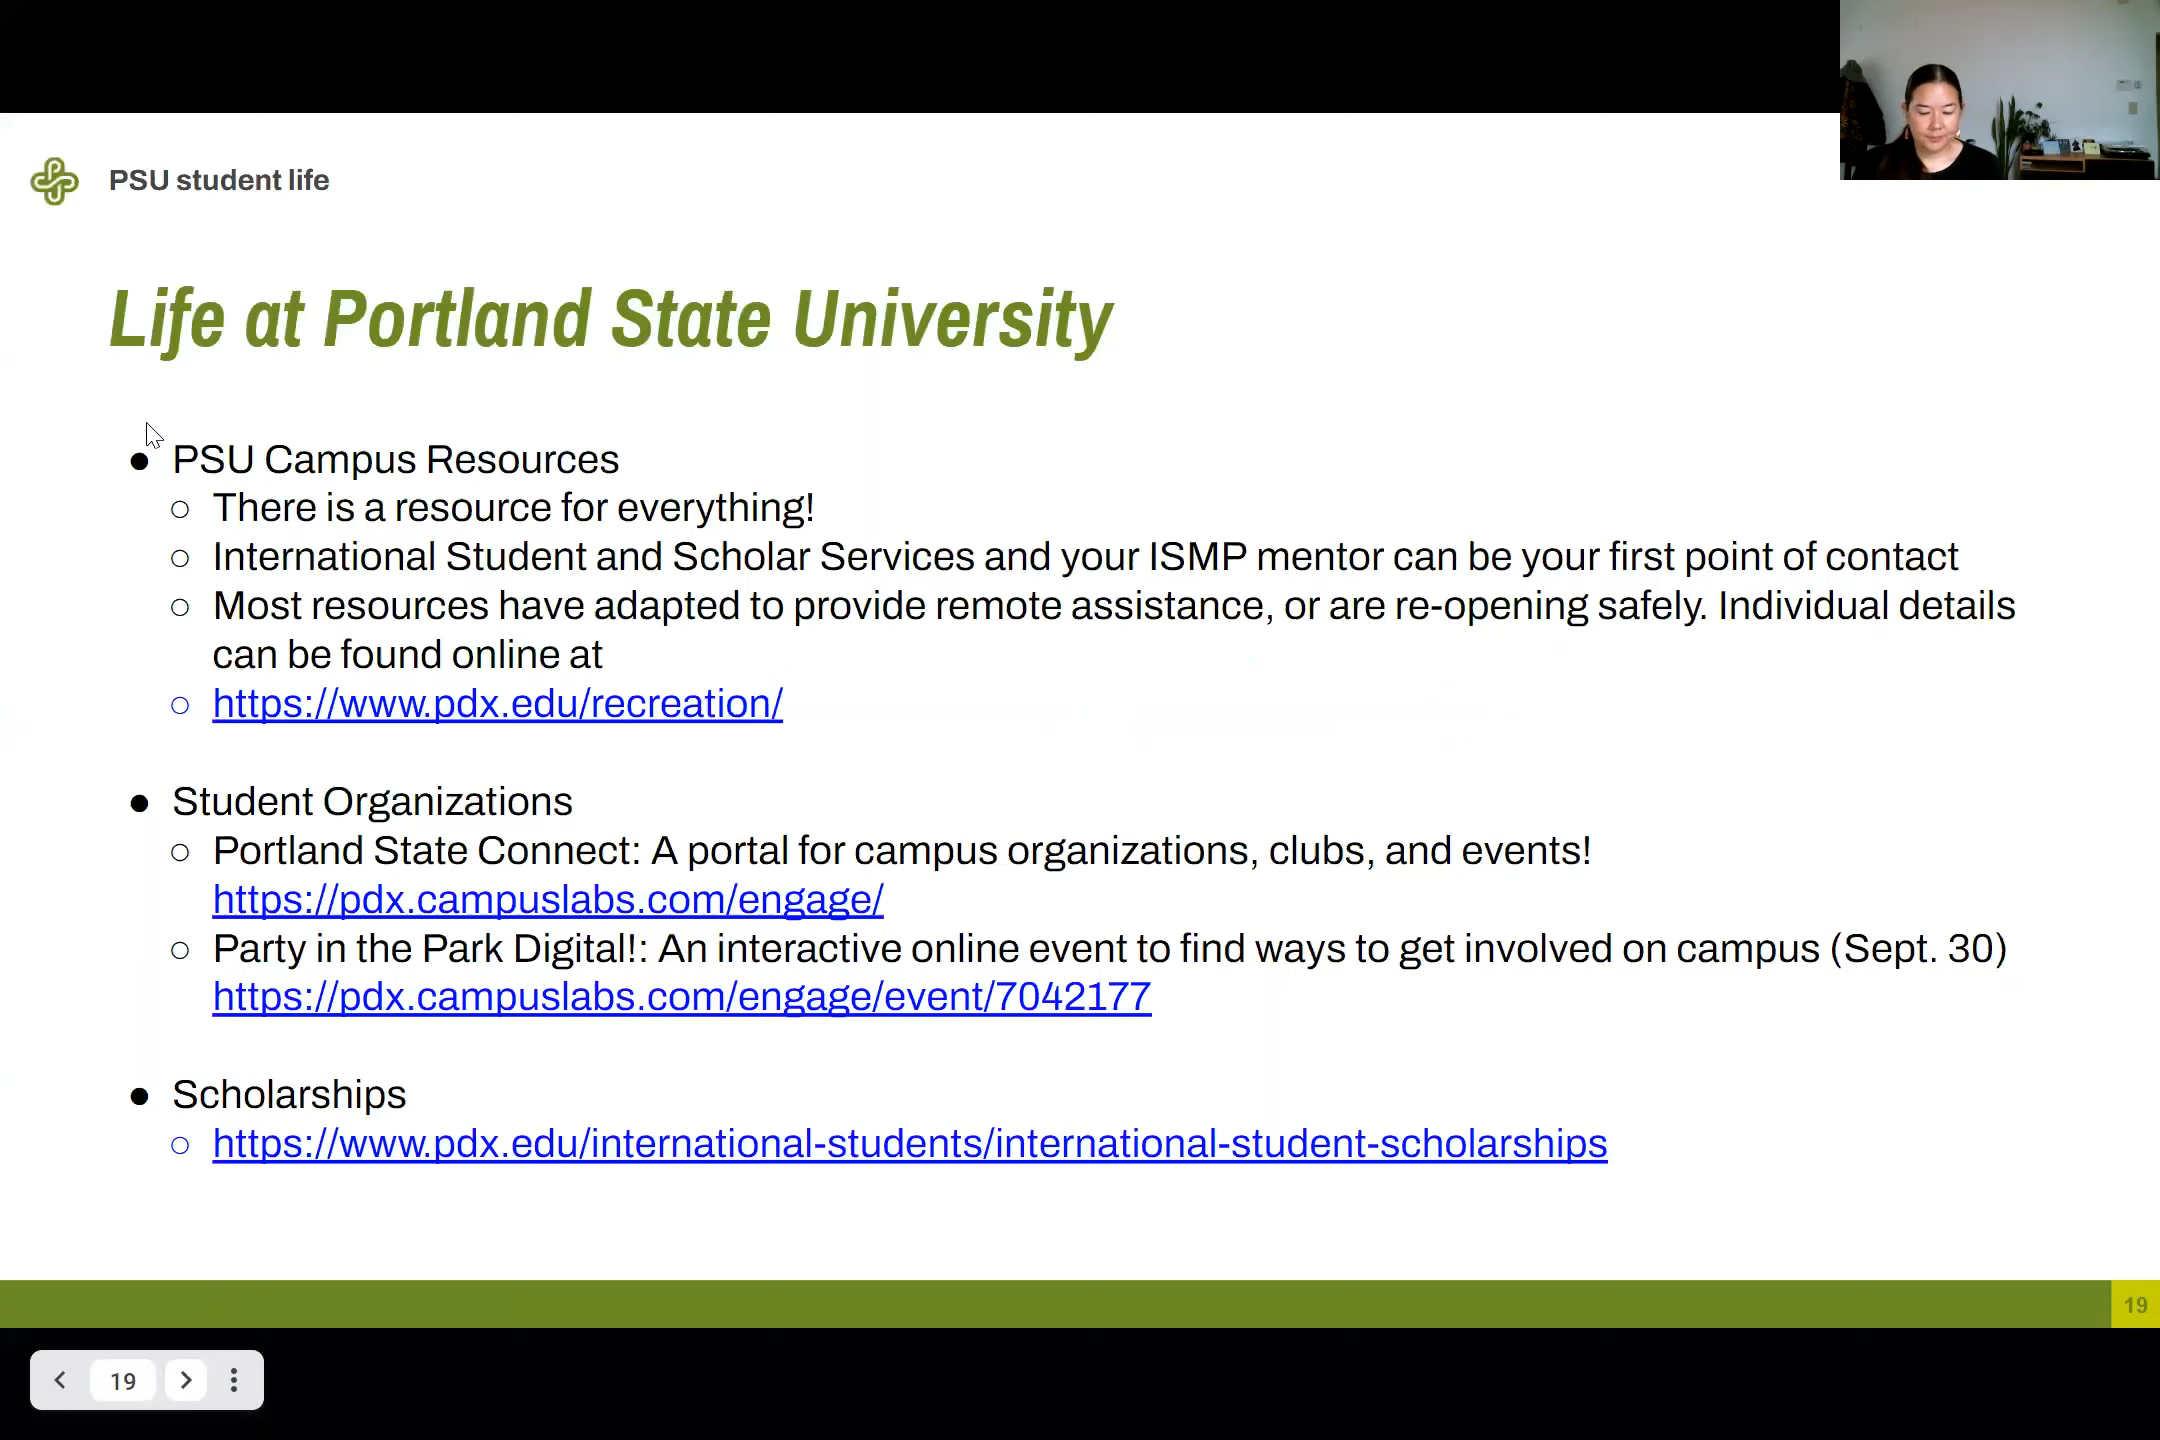 PSU student life
Life at Portland State University
● PSU Campus Resources
○ There is a resource for everything!
○ International Student and Scholar Services and your ISMP mentor can be your first point of contact
○ Most resources have adapted to provide remote assistance, or are re-opening safely. Individual details
can be found online at
○ https://www.pdx.edu/recreation/
● Student Organizations
○ Portland State Connect: A portal for campus organizations, clubs, and events!
https://pdx.campuslabs.com/engage/
○ Party in the Park Digital!: An interactive online event to find ways to get involved on campus (Sept. 30)
https://pdx.campuslabs.com/engage/event/7042177
● Scholarships
○ https://www.pdx.edu/international-students/international-student-scholarships
19
19